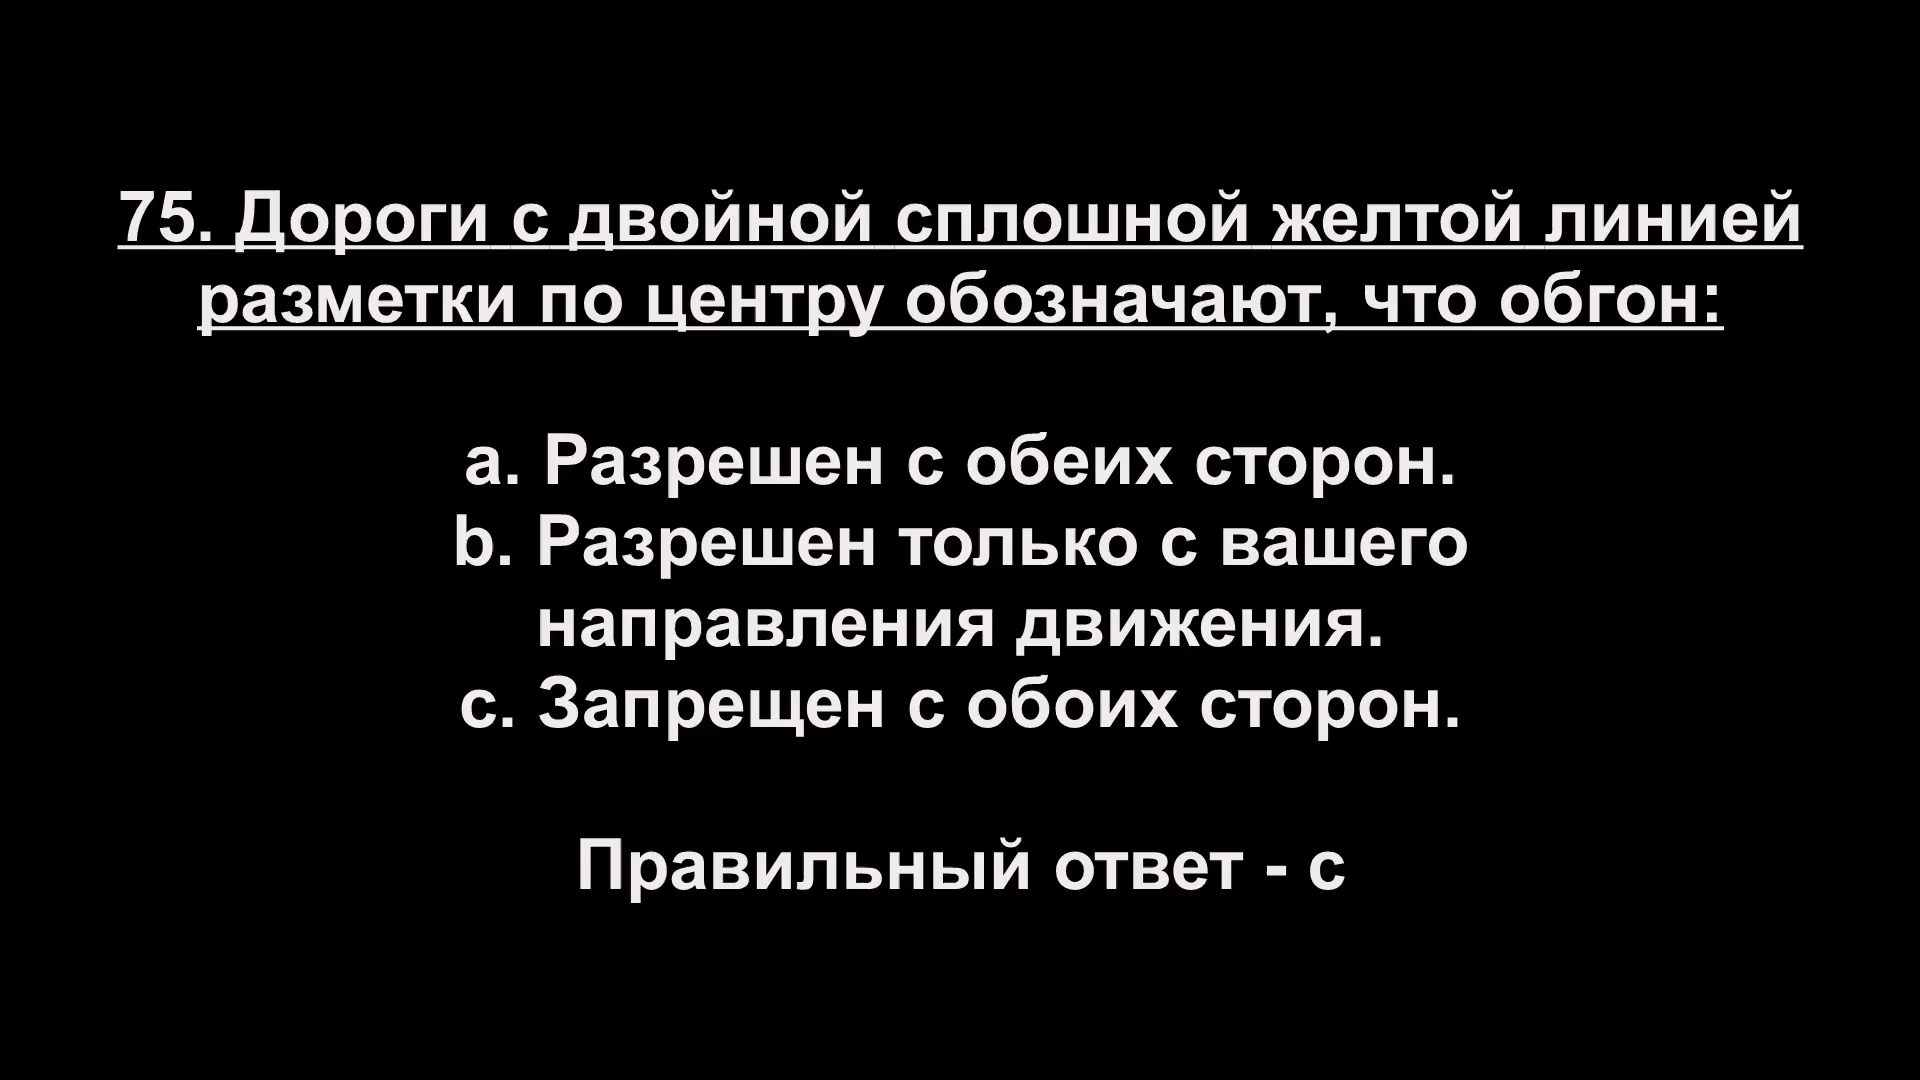 75. Дороги с двойной сплошной желтой линией
разметки по центру обозначают, что обгон:
a. Разрешен с обеих сторон.
b. Разрешен только с вашего
направления движения.
c. Запрещен с обоих сторон.
Правильный ответ - c